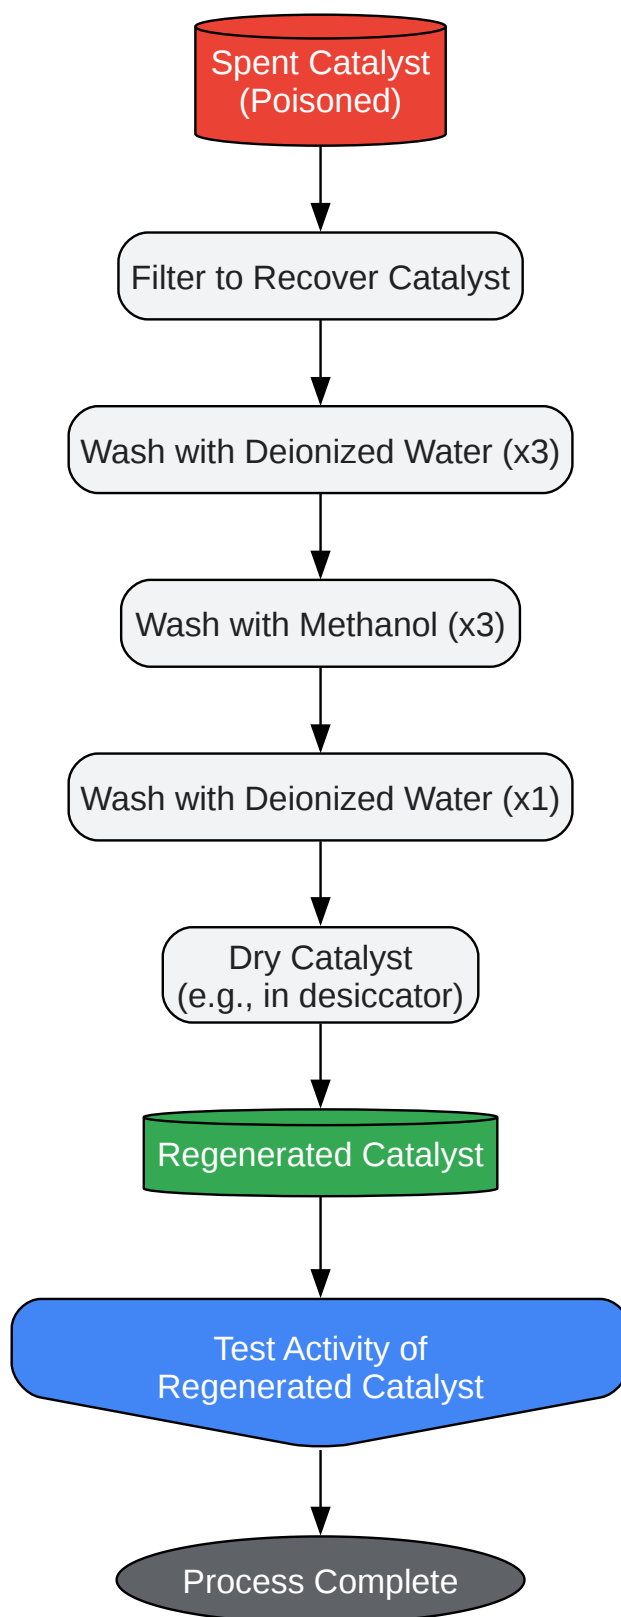 Spent Catalyst
(Poisoned)
Filter to Recover Catalyst
Wash with Deionized Water (x3)
Wash with Methanol (x3)
Wash with Deionized Water (x1)
Dry Catalyst
(e.g., in desiccator)
Regenerated Catalyst
Test Activity of
Regenerated Catalyst
Process Complete